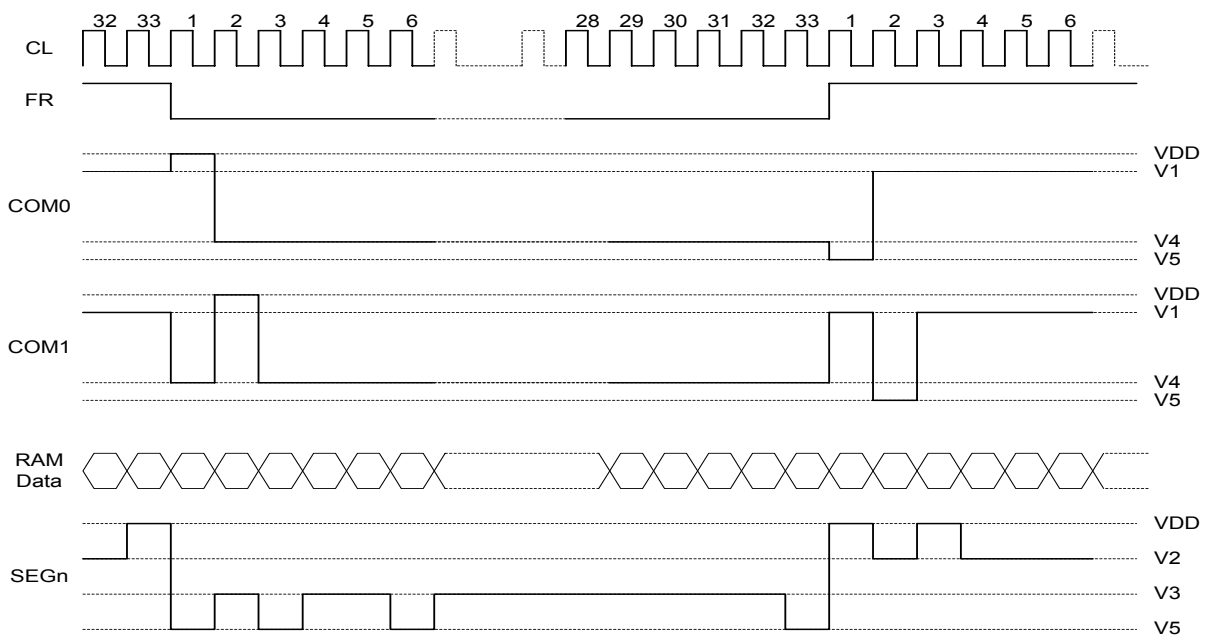 32 33 1 2 3 4 5 6 28 29 30 31 32 33 1 2 3 4 5 6
CL
FR
VDD
V1
COM0
V4
V5
VDD
V1
COM1
V4
V5
RAM
Data
VDD
V2
SEGn
V3
V5